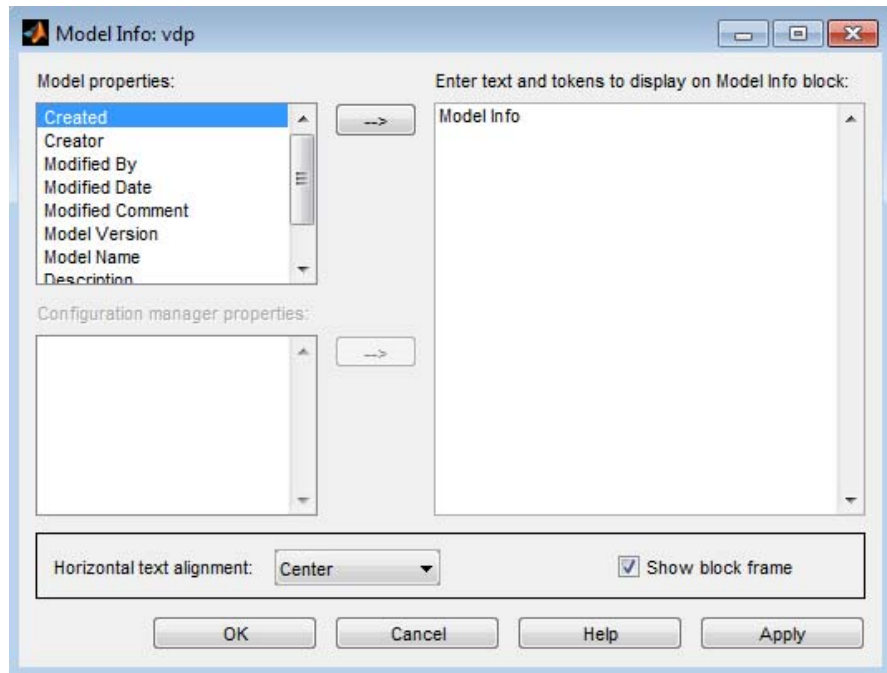 Model Info: vdp
Model properties:
Created
Creator
Modified By
Modified Date
Modified Comment
Model Version
Model Name
Description
-->
Enter text and tokens to display on Model Info block:
Model Info
Configuration manager properties:
-->
Horizontal text alignment: Center
Show block frame
OK Cancel Help Apply